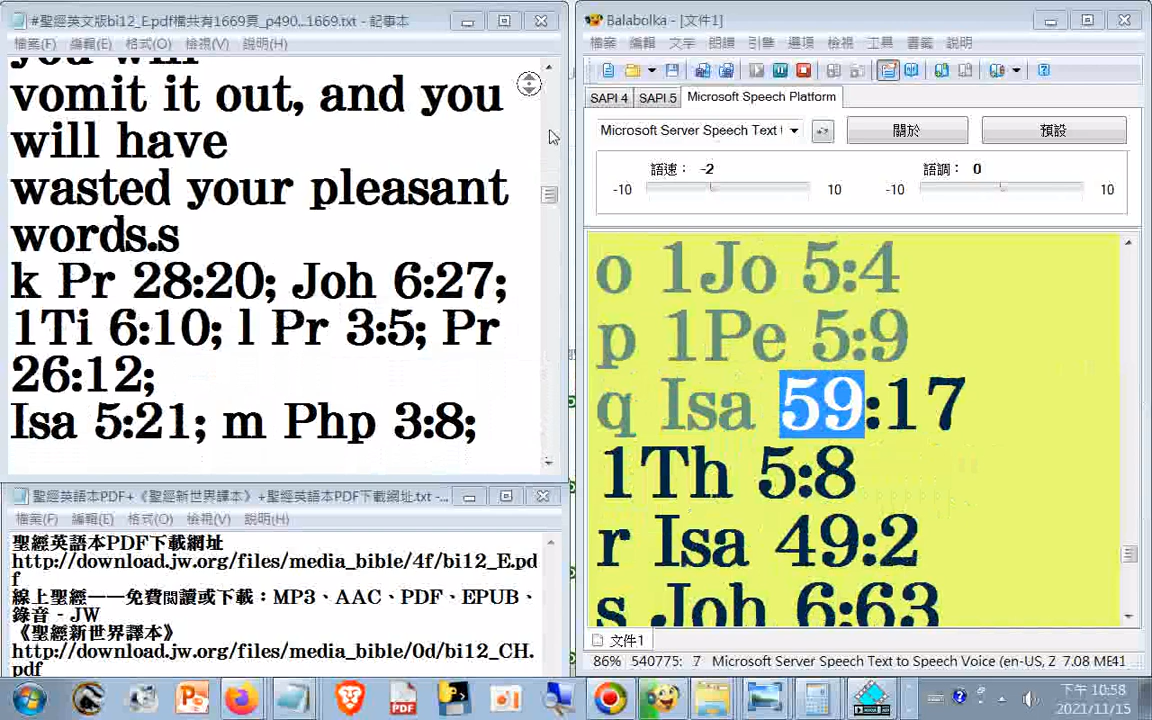 #聖經英文版bi12_E.pdf檔共有1669頁_p490...1669.txt - 記事本
檔案(F) 編輯(E) 格式(O) 檢視(V) 說明(H)
you will
vomit it out, and you
will have
wasted your pleasant
words.s
k Pr 28:20; Joh 6:27;
1Ti 6:10; l Pr 3:5; Pr
26:12;
Isa 5:21; m Php 3:8;
聖經英語本PDF+《聖經新世界譯本》+聖經英語本PDF下載網址.txt -...
檔案(F) 編輯(E) 格式(O) 檢視(V) 說明(H)
聖經英語本PDF下載網址
http://download.jw.org/files/media_bible/4f/bi12_E.pd
f
線上聖經——免費閱讀或下載：MP3、AAC、PDF、EPUB、
錄音 - JW
《聖經新世界譯本》
http://download.jw.org/files/media_bible/0d/bi12_CH.
pdf
Balabolka - [文件1]
檔案 編輯 文字 朗讀 引擎 選項 檢視 工具 書籤 說明
SAPI 4 SAPI 5 Microsoft Speech Platform
Microsoft Server Speech Text 關於 預設
語速： -2 語調： 0
-10 10 -10 10
o 1Jo 5:4
p 1Pe 5:9
q Isa 59:17
1Th 5:8
r Isa 49:2
s Joh 6:63
文件1
86% 540775: 7 Microsoft Server Speech Text to Speech Voice (en-US, Z 7.08 ME41
下午 10:58
2021/11/15